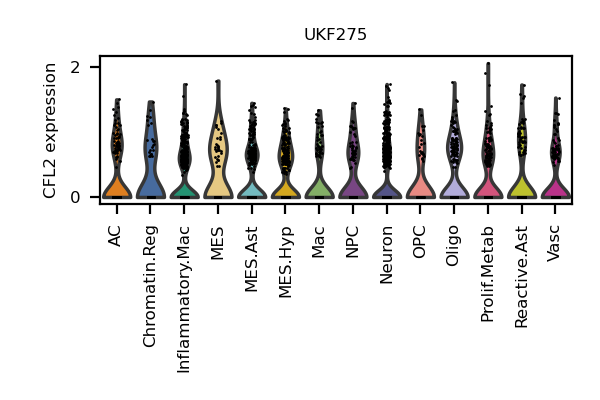 UKF275
CFL2 expression
2
0
AC
Chromatin.Reg
Inflammatory.Mac
MES
MES.Ast
MES.Hyp
Mac
NPC
Neuron
OPC
Oligo
Prolif.Metab
Reactive.Ast
Vasc